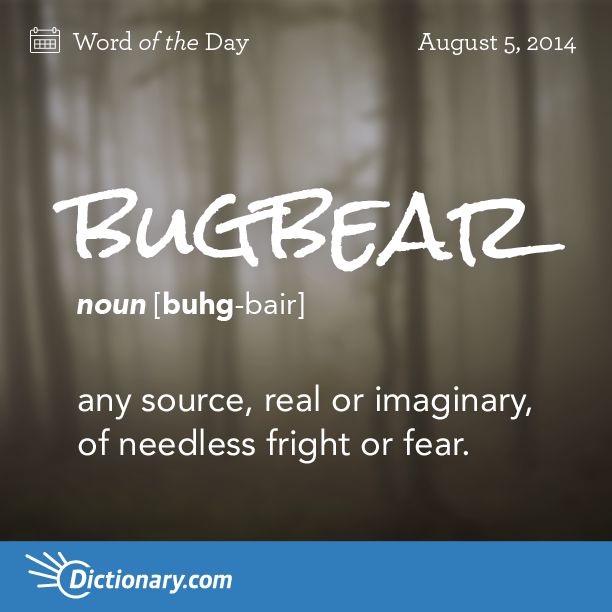 Word of the Day
August 5, 2014
BUGBEAR
noun [buhg-bair]
any source, real or imaginary,
of needless fright or fear.
Dictionary.com